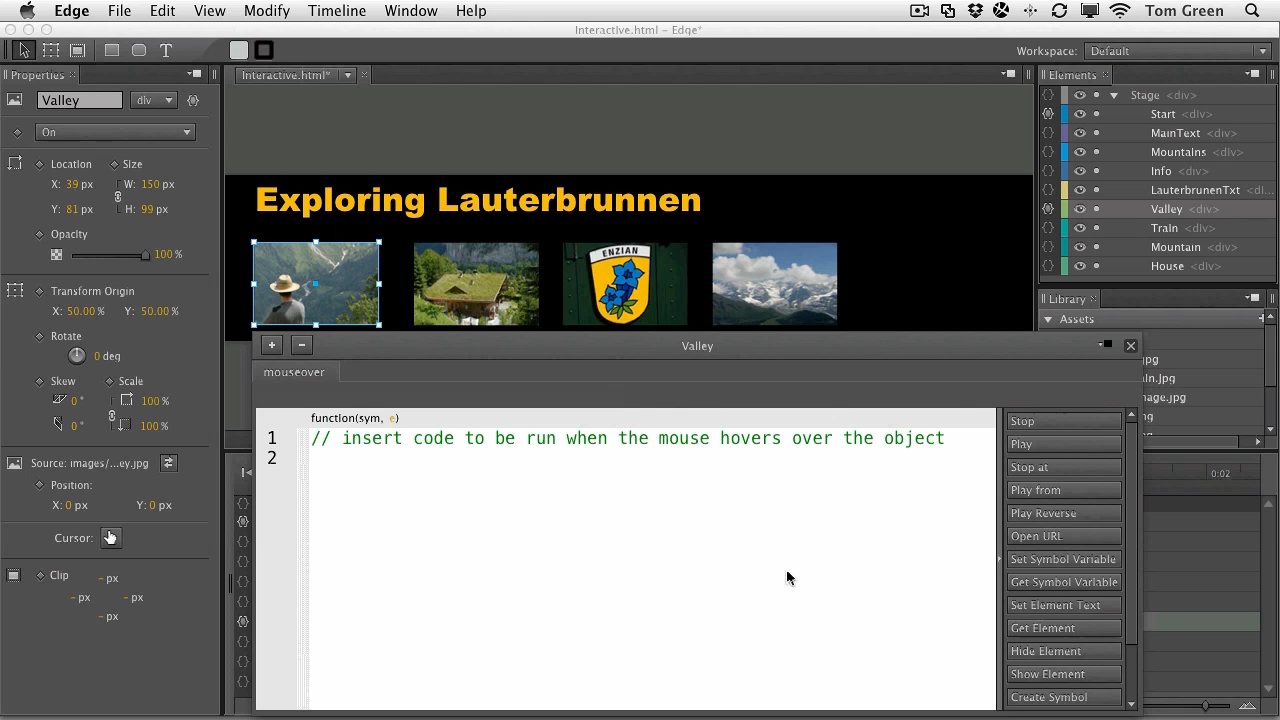 Edge File Edit View Modify Timeline Window Help Tom Green
Interactive.html – Edge*
T Workspace: Default
Properties × Interactive.html* × Elements ×
Valley div
On
Location Size
X: 39 px W: 150 px
Y: 81 px H: 99 px
Opacity
100 %
Transform Origin
X: 50.00 % Y: 50.00 %
Rotate
0 deg
Skew Scale
0 ° 100 %
0 ° 100 %
Source: images/...ey.jpg
Position:
X: 0 px Y: 0 px
Cursor:
Clip
– px
– px – px
– px
Exploring Lauterbrunnen
ENZIAN
Stage <div>
Start <div>
MainText <div>
Mountains <div>
Info <div>
LauterbrunenTxt <d...
Valley <div>
Train <div>
Mountain <div>
House <div>
Library ×
Assets
pg
in.jpg
nage.jpg
ng
0:02
+ – Valley
mouseover
function(sym, e)
1 // insert code to be run when the mouse hovers over the object
2
Stop
Play
Stop at
Play from
Play Reverse
Open URL
Set Symbol Variable
Get Symbol Variable
Set Element Text
Get Element
Hide Element
Show Element
Create Symbol